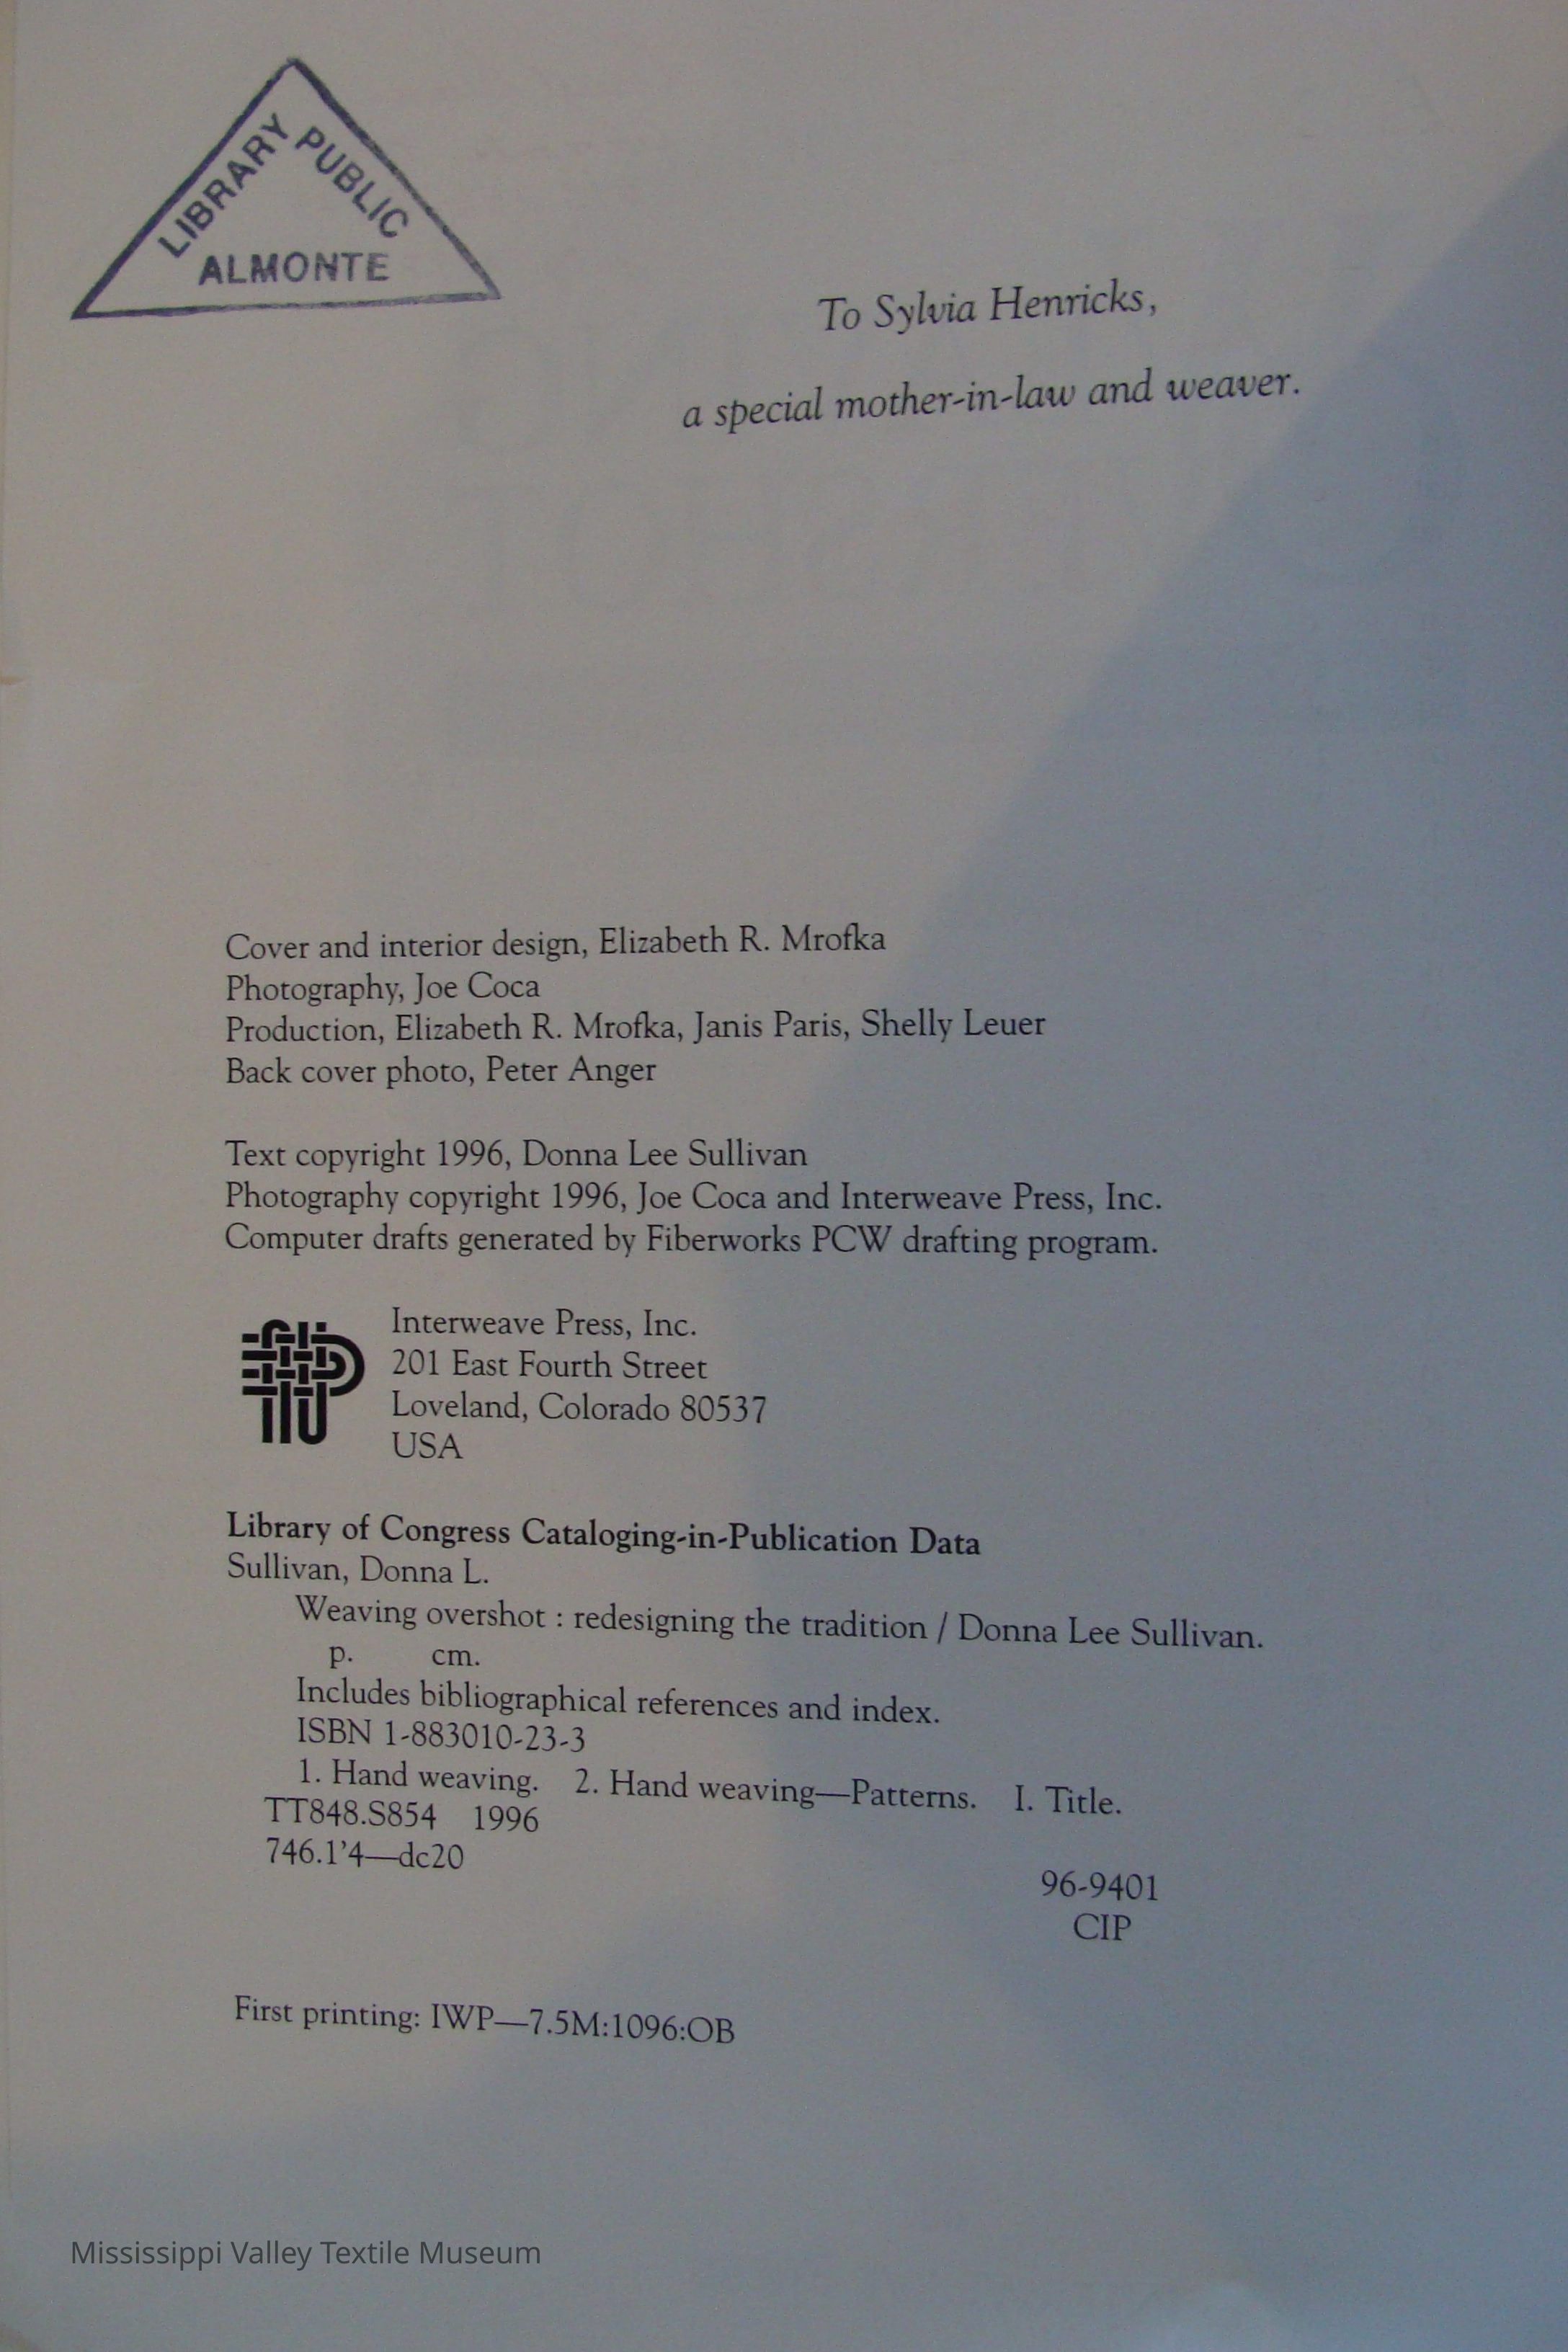 LIBRARY PUBLIC
ALMONTE
To Sylvia Henricks,
a special mother-in-law and weaver.
Cover and interior design, Elizabeth R. Mrofka
Photography, Joe Coca
Production, Elizabeth R. Mrofka, Janis Paris, Shelly Leuer
Back cover photo, Peter Anger
Text copyright 1996, Donna Lee Sullivan
Photography copyright 1996, Joe Coca and Interweave Press, Inc.
Computer drafts generated by Fiberworks PCW drafting program.
Interweave Press, Inc.
201 East Fourth Street
Loveland, Colorado 80537
USA
Library of Congress Cataloging-in-Publication Data
Sullivan, Donna L.
Weaving overshot : redesigning the tradition / Donna Lee Sullivan.
p. cm.
Includes bibliographical references and index.
ISBN 1-883010-23-3
1. Hand weaving. 2. Hand weaving—Patterns. I. Title.
TT848.S854 1996
746.1’4—dc20
96-9401
CIP
First printing: IWP—7.5M:1096:OB
Mississippi Valley Textile Museum